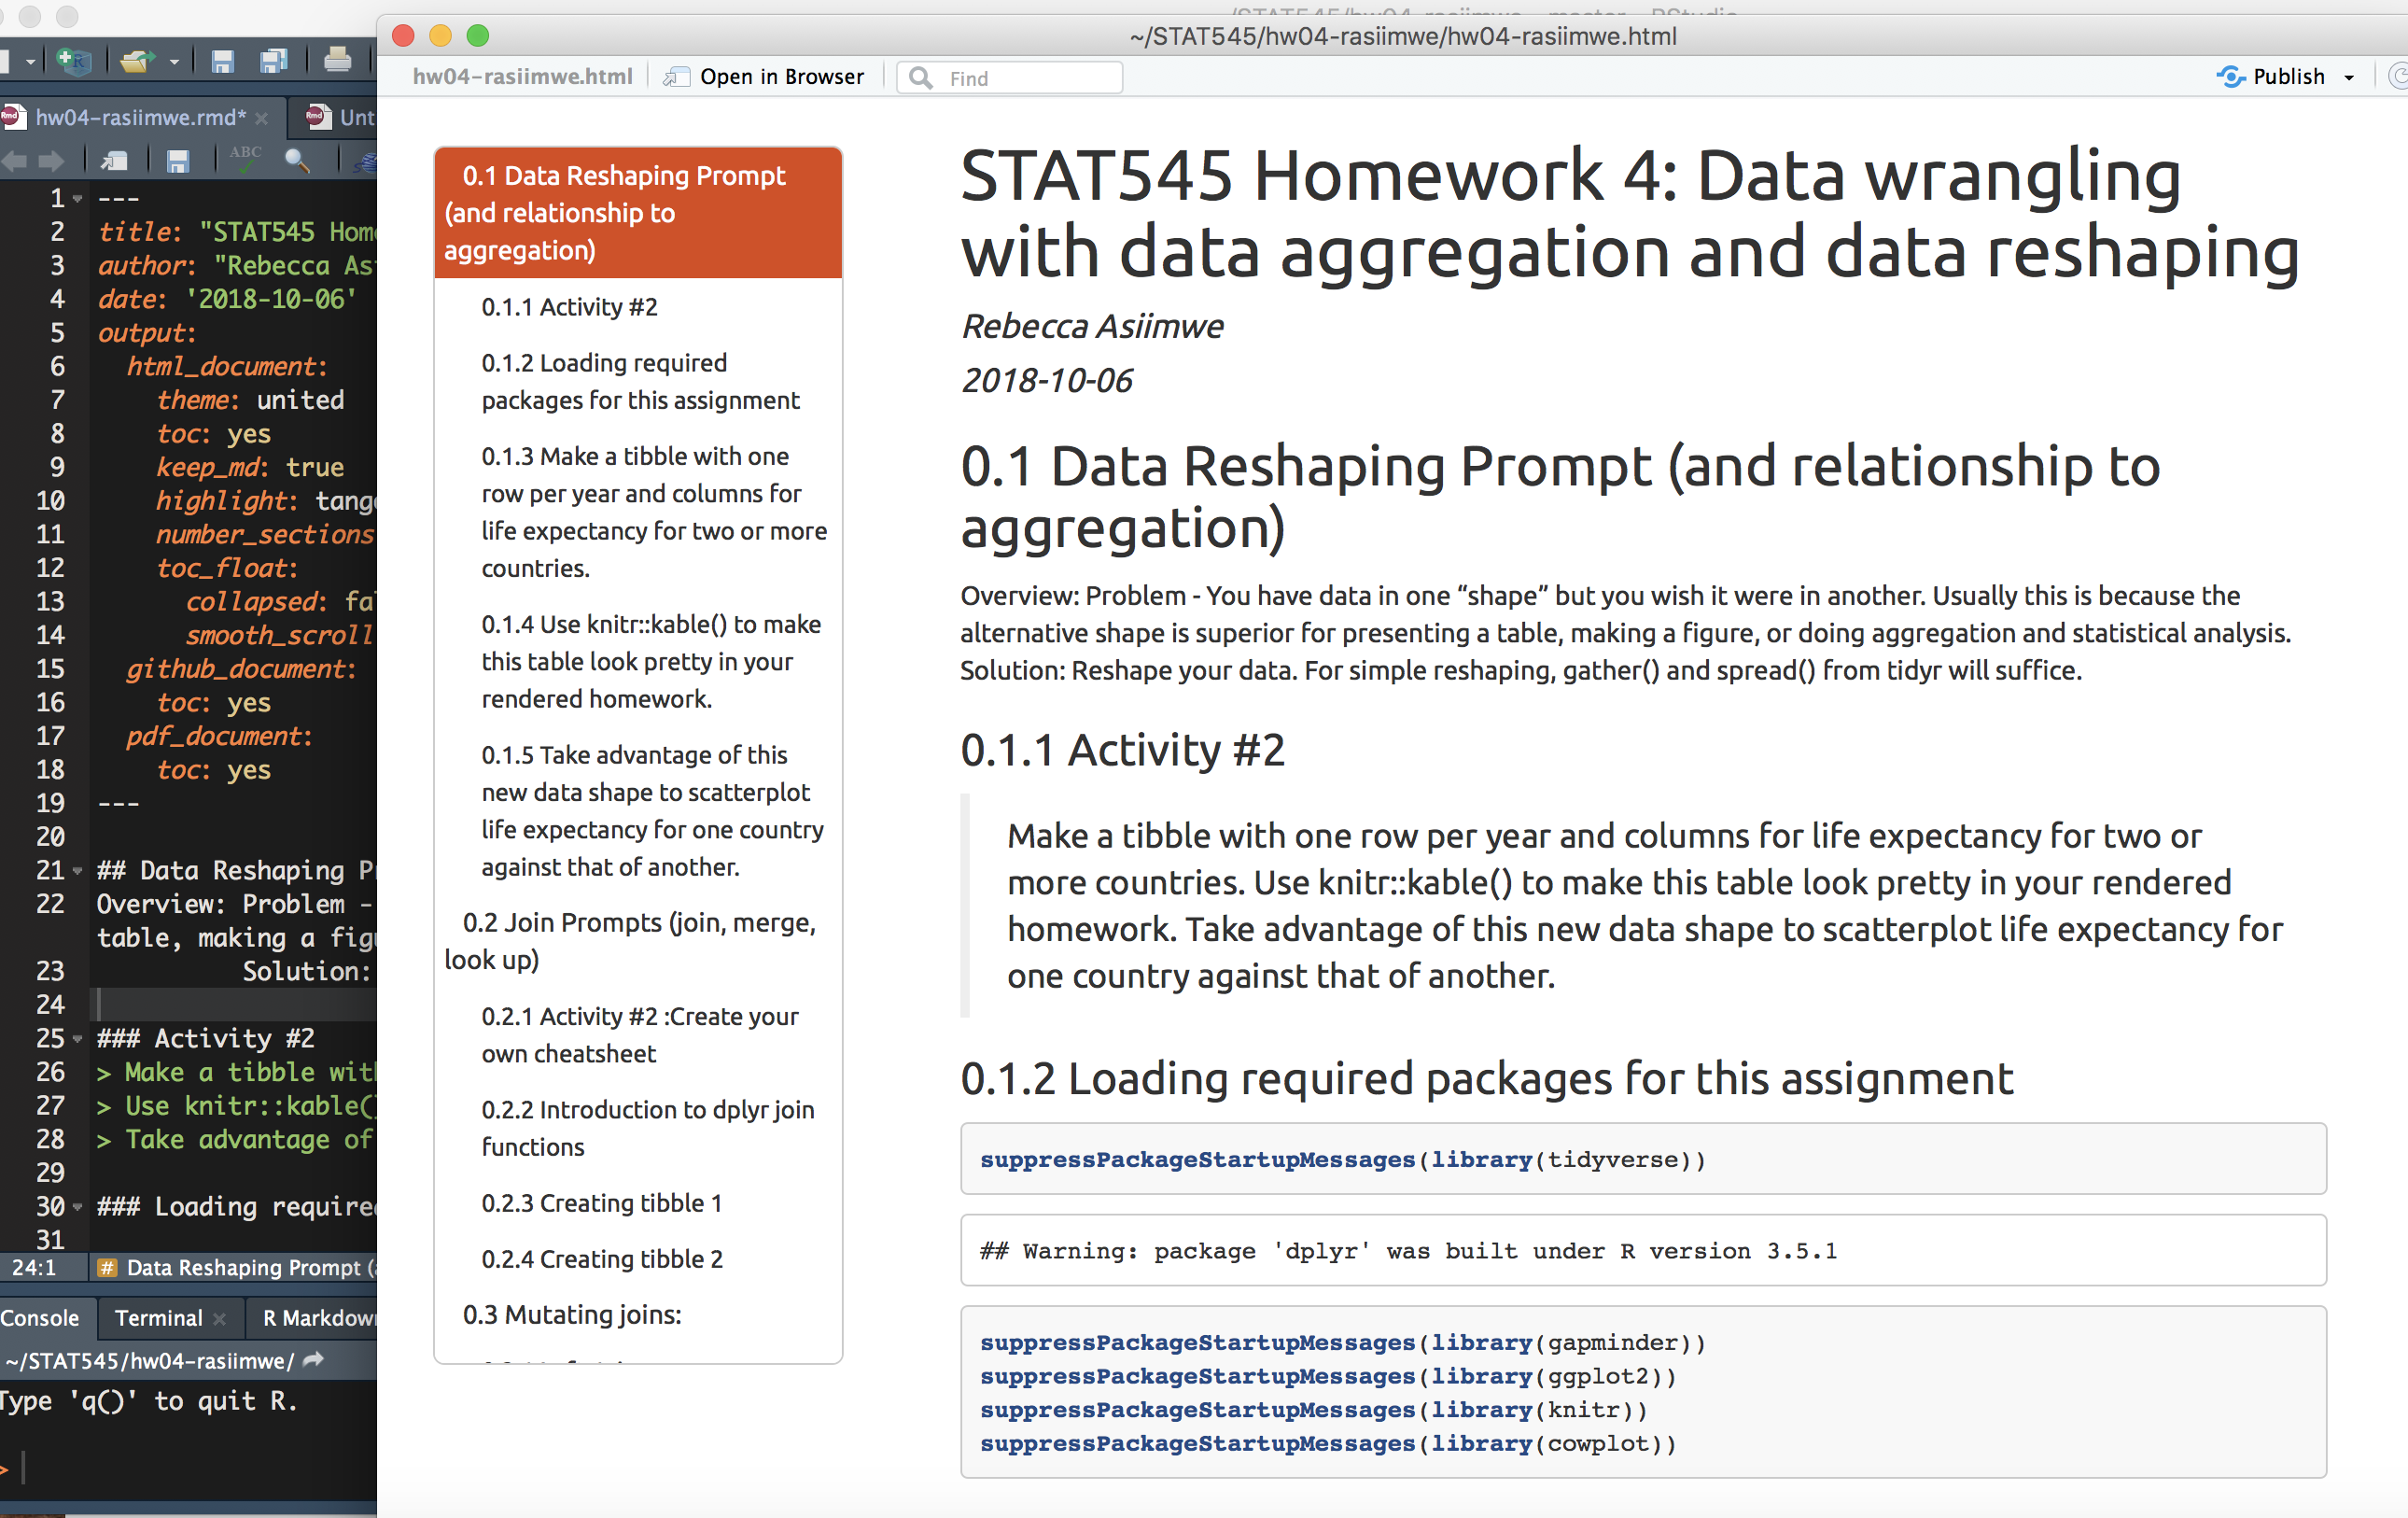 ~/STAT545/hw04-rasiimwe/hw04-rasiimwe.html
hw04-rasiimwe.html
Open in Browser
Find
Publish
hw04-rasiimwe.rmd*
Unt
ABC
1 ---
2 title: "STAT545 Hom
3 author: "Rebecca As
4 date: '2018-10-06'
5 output:
6 html_document:
7 theme: united
8 toc: yes
9 keep_md: true
10 highlight: tang
11 number_sections
12 toc_float:
13 collapsed: fa
14 smooth_scroll
15 github_document:
16 toc: yes
17 pdf_document:
18 toc: yes
19 ---
20
21 ## Data Reshaping P
22 Overview: Problem -
table, making a fig
23 Solution:
24
25 ### Activity #2
26 > Make a tibble wit
27 > Use knitr::kable(
28 > Take advantage of
29
30 ### Loading require
31
24:1 # Data Reshaping Prompt (
Console Terminal R Markdow
~/STAT545/hw04-rasiimwe/
Type 'q()' to quit R.
>
0.1 Data Reshaping Prompt
(and relationship to
aggregation)
0.1.1 Activity #2
0.1.2 Loading required
packages for this assignment
0.1.3 Make a tibble with one
row per year and columns for
life expectancy for two or more
countries.
0.1.4 Use knitr::kable() to make
this table look pretty in your
rendered homework.
0.1.5 Take advantage of this
new data shape to scatterplot
life expectancy for one country
against that of another.
0.2 Join Prompts (join, merge,
look up)
0.2.1 Activity #2 :Create your
own cheatsheet
0.2.2 Introduction to dplyr join
functions
0.2.3 Creating tibble 1
0.2.4 Creating tibble 2
0.3 Mutating joins:
STAT545 Homework 4: Data wrangling
with data aggregation and data reshaping
Rebecca Asiimwe
2018-10-06
0.1 Data Reshaping Prompt (and relationship to
aggregation)
Overview: Problem - You have data in one “shape” but you wish it were in another. Usually this is because the
alternative shape is superior for presenting a table, making a figure, or doing aggregation and statistical analysis.
Solution: Reshape your data. For simple reshaping, gather() and spread() from tidyr will suffice.
0.1.1 Activity #2
Make a tibble with one row per year and columns for life expectancy for two or
more countries. Use knitr::kable() to make this table look pretty in your rendered
homework. Take advantage of this new data shape to scatterplot life expectancy for
one country against that of another.
0.1.2 Loading required packages for this assignment
suppressPackageStartupMessages(library(tidyverse))
## Warning: package 'dplyr' was built under R version 3.5.1
suppressPackageStartupMessages(library(gapminder))
suppressPackageStartupMessages(library(ggplot2))
suppressPackageStartupMessages(library(knitr))
suppressPackageStartupMessages(library(cowplot))